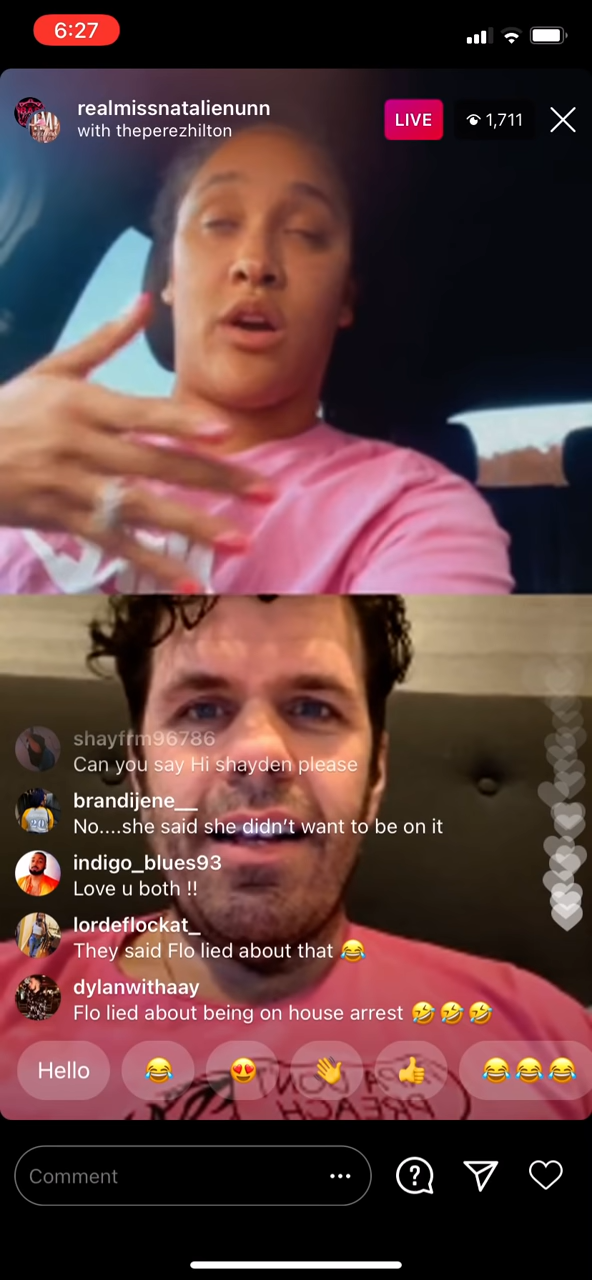 6:27
realmissnatalienunn
with theperezhilton
LIVE
1,711
shayfrm96786
Can you say Hi shayden please
brandijene__
No....she said she didn't want to be on it
indigo_blues93
Love u both !!
lordeflockat_
They said Flo lied about that 😂
dylanwithaay
Flo lied about being on house arrest 🤣🤣🤣
Hello
😂
😍
👋
👍
😂😂😂
PREACH
Comment